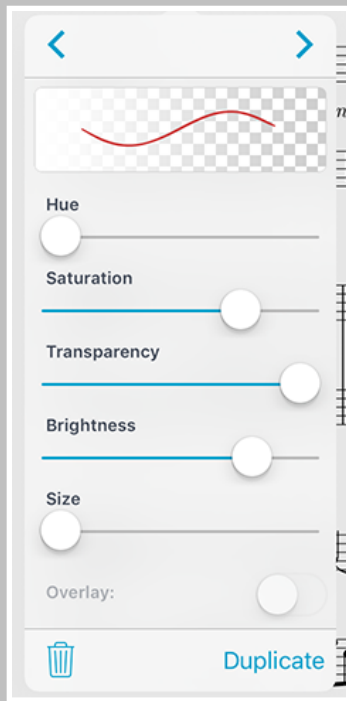 Hue
Saturation
Transparency
Brightness
Size
Overlay:
Duplicate